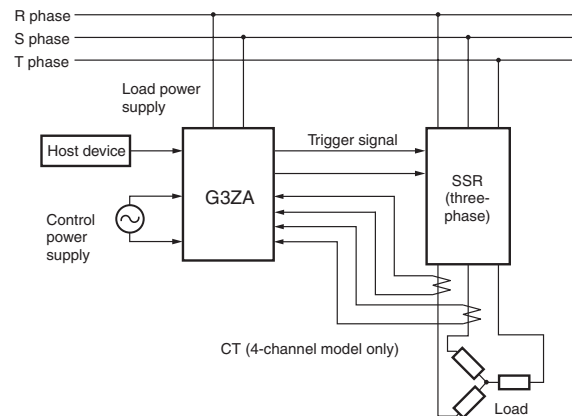 R phase
S phase
T phase
Load power
supply
Trigger signal
Host device
G3ZA
SSR
(three-
phase)
Control
power
supply
CT (4-channel model only)
Load